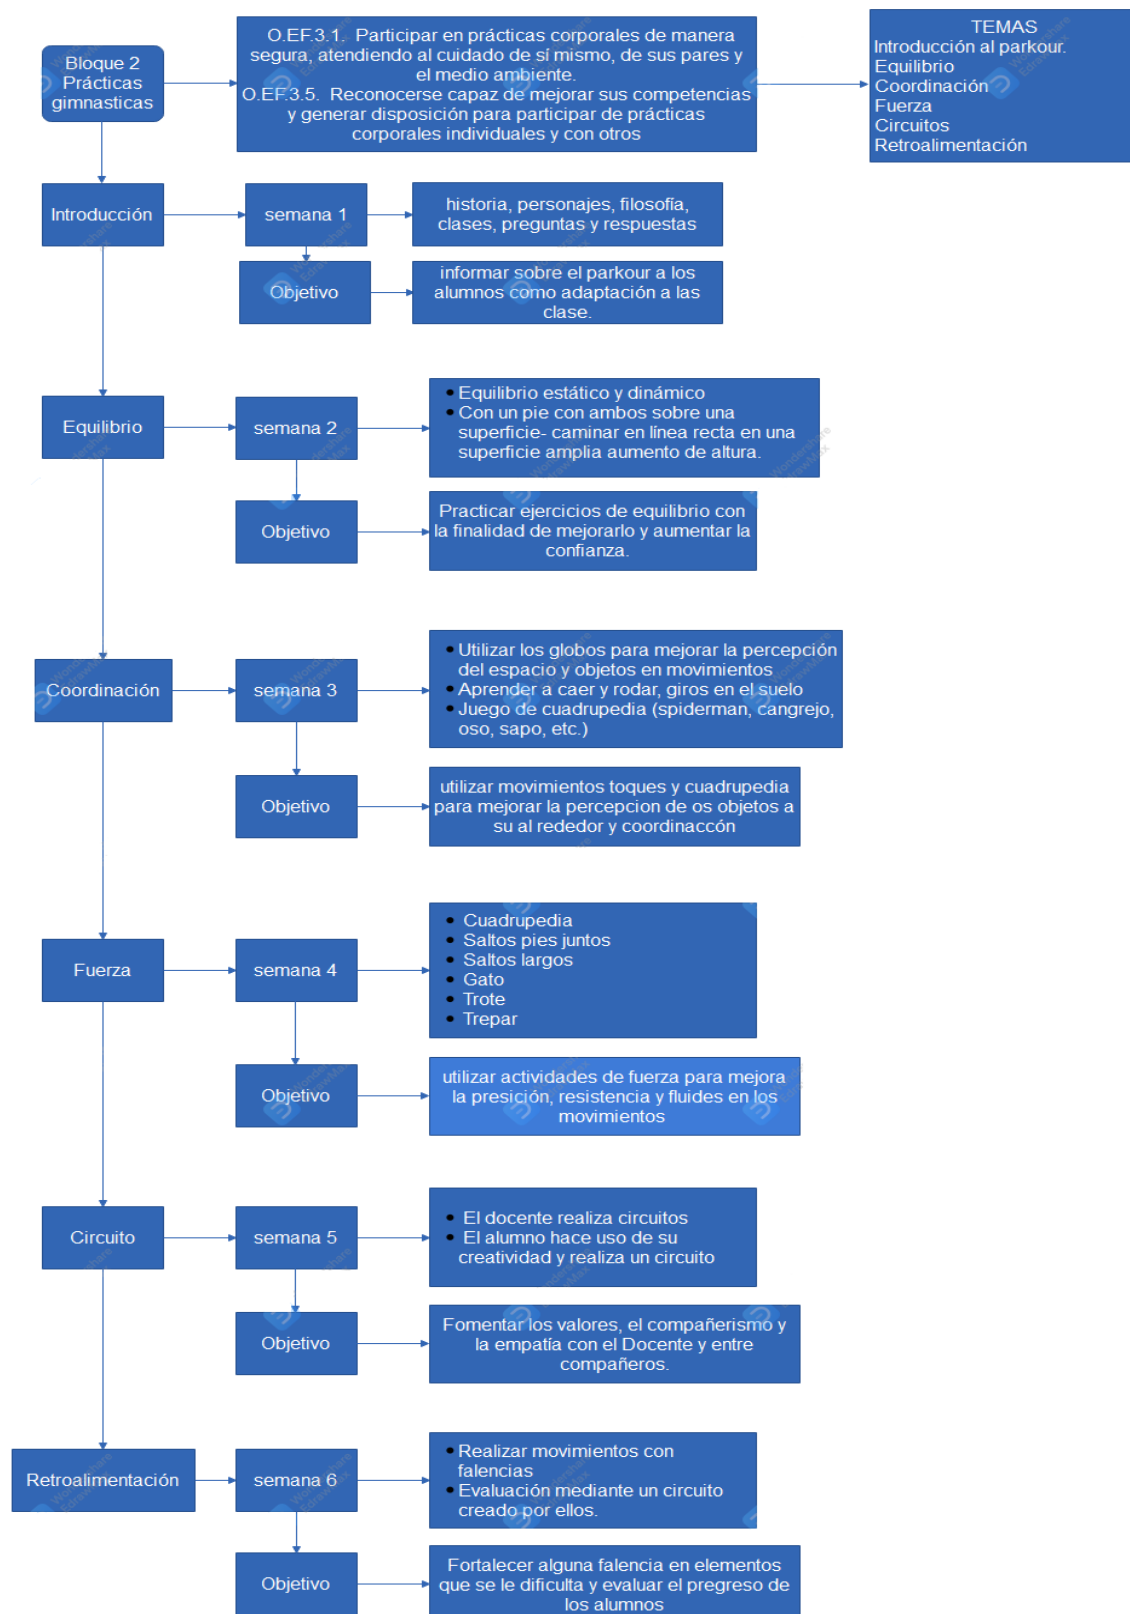 Bloque 2
Prácticas
gimnasticas
O.EF.3.1. Participar en prácticas corporales de manera
segura, atendiendo al cuidado de sí mismo, de sus pares y
el medio ambiente.
O.EF.3.5. Reconocerse capaz de mejorar sus competencias
y generar disposición para participar de prácticas
corporales individuales y con otros
TEMAS
Introducción al parkour.
Equilibrio
Coordinación
Fuerza
Circuitos
Retroalimentación
Introducción
semana 1
historia, personajes, filosofía,
clases, preguntas y respuestas
Objetivo
informar sobre el parkour a los
alumnos como adaptación a las
clase.
Equilibrio
semana 2
• Equilibrio estático y dinámico
• Con un pie con ambos sobre una
superficie- caminar en línea recta en una
superficie amplia aumento de altura.
Objetivo
Practicar ejercicios de equilibrio con
la finalidad de mejorarlo y aumentar la
confianza.
Coordinación
semana 3
• Utilizar los globos para mejorar la percepción
del espacio y objetos en movimientos
• Aprender a caer y rodar, giros en el suelo
• Juego de cuadrupedia (spiderman, cangrejo,
oso, sapo, etc.)
Objetivo
utilizar movimientos toques y cuadrupedia
para mejorar la percepcion de os objetos a
su al rededor y coordinaccón
Fuerza
semana 4
• Cuadrupedia
• Saltos pies juntos
• Saltos largos
• Gato
• Trote
• Trepar
Objetivo
utilizar actividades de fuerza para mejora
la presición, resistencia y fluides en los
movimientos
Circuito
semana 5
• El docente realiza circuitos
• El alumno hace uso de su
creatividad y realiza un circuito
Objetivo
Fomentar los valores, el compañerismo y
la empatía con el Docente y entre
compañeros.
Retroalimentación
semana 6
• Realizar movimientos con
falencias
• Evaluación mediante un circuito
creado por ellos.
Objetivo
Fortalecer alguna falencia en elementos
que se le dificulta y evaluar el pregreso de
los alumnos
Wondershare
EdrawMax